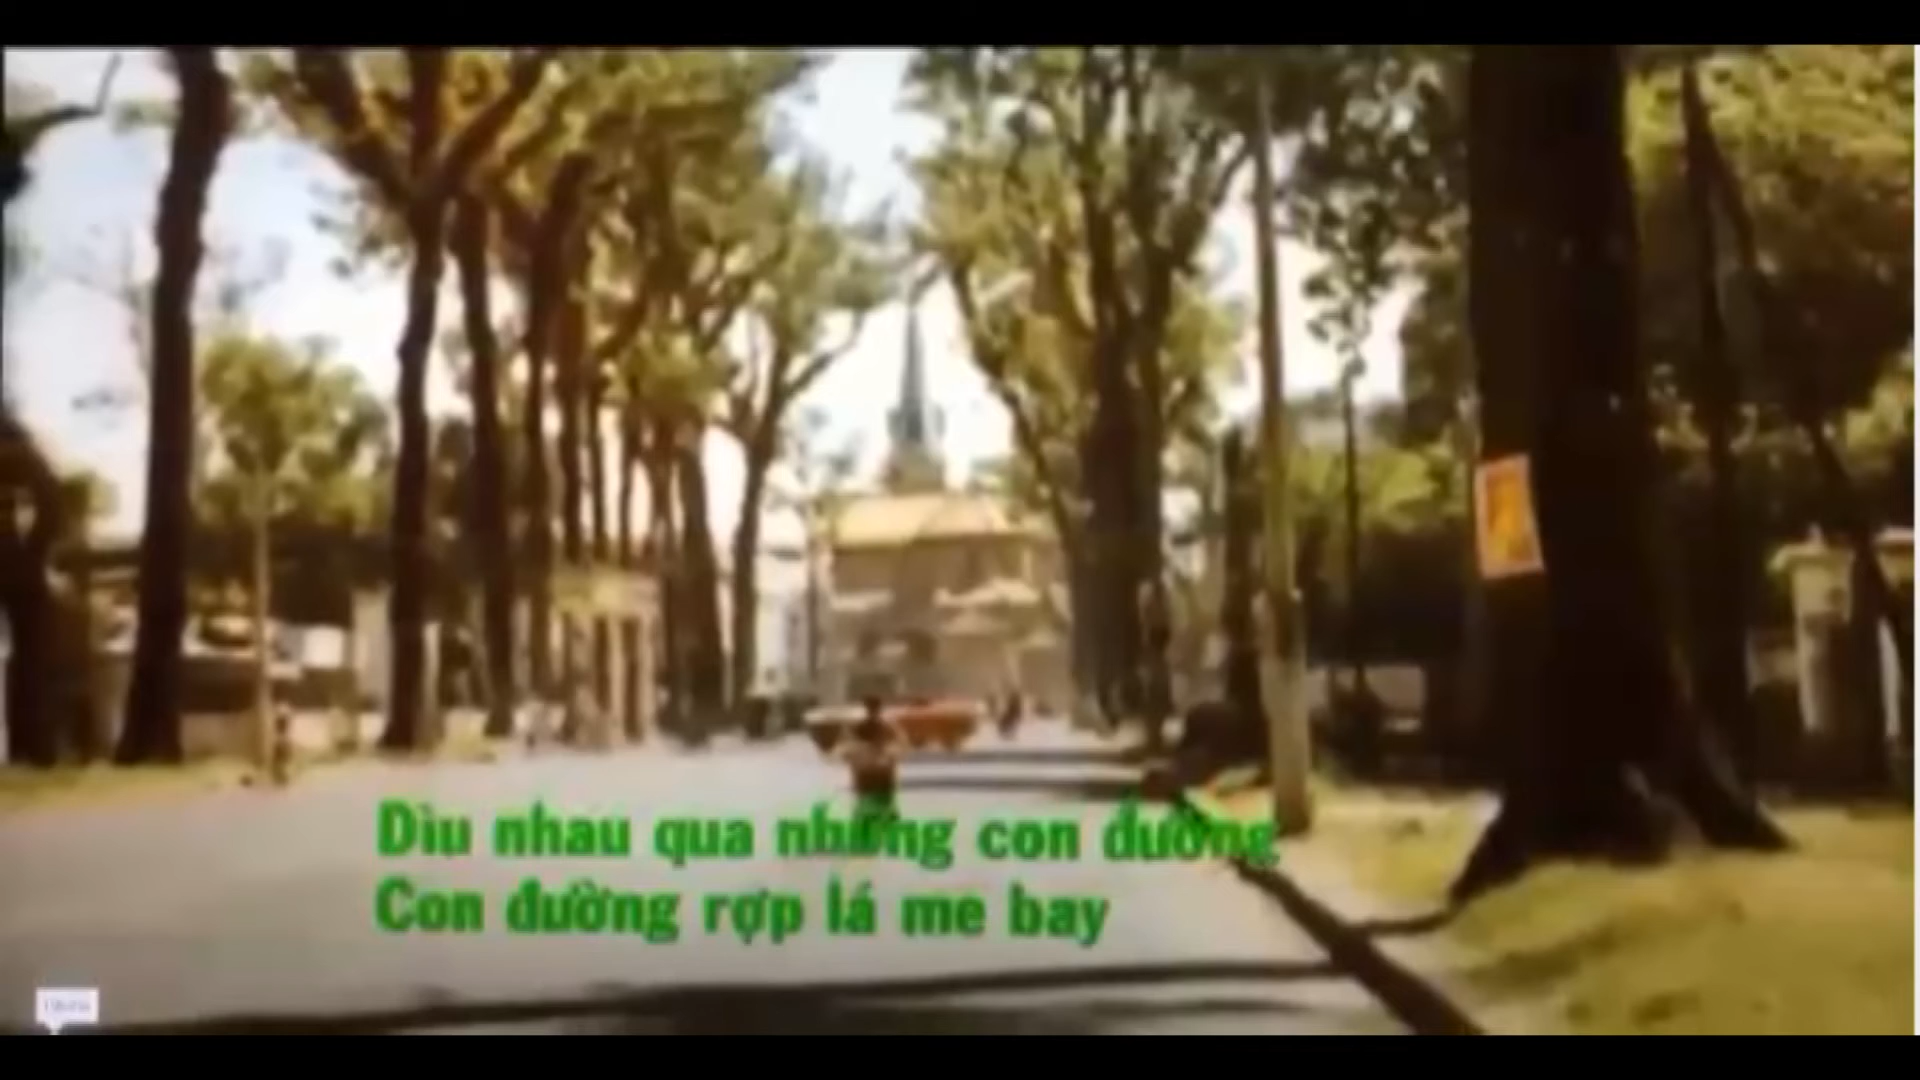 Dìu nhau qua những con đường
Con đường rợp lá me bay